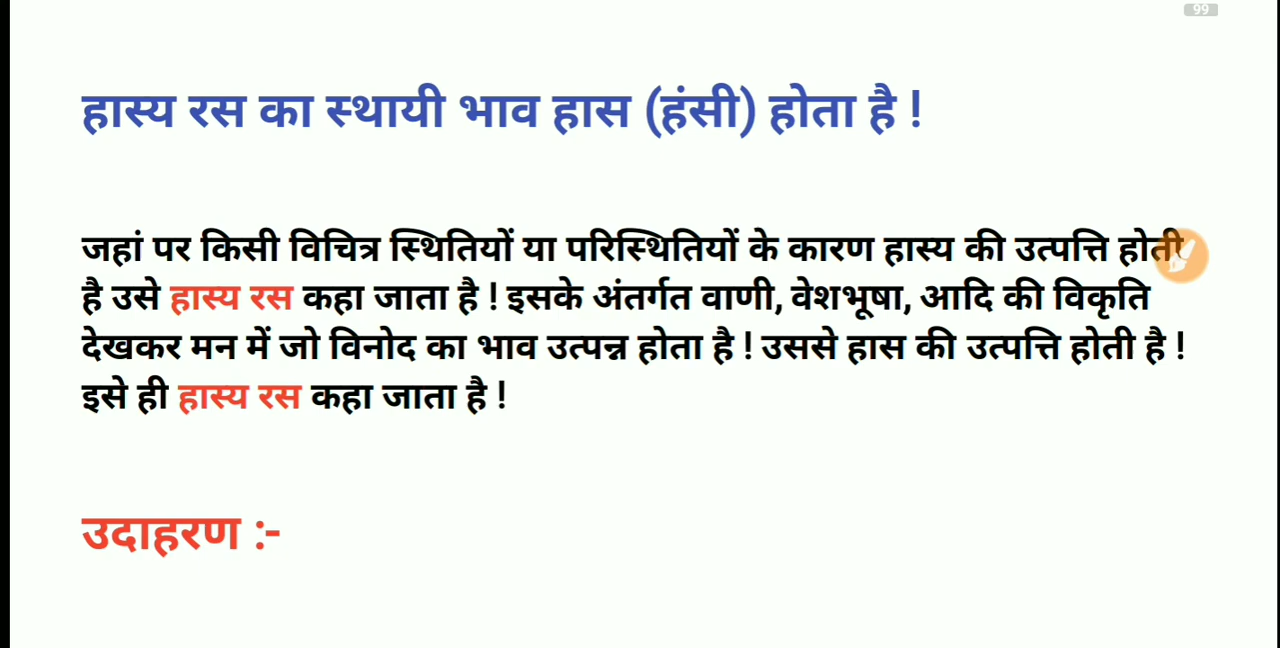 99
हास्य रस का स्थायी भाव हास (हंसी) होता है !
जहां पर किसी विचित्र स्थितियों या परिस्थितियों के कारण हास्य की उत्पत्ति होती
है उसे हास्य रस कहा जाता है ! इसके अंतर्गत वाणी, वेशभूषा, आदि की विकृति
देखकर मन में जो विनोद का भाव उत्पन्न होता है ! उससे हास की उत्पत्ति होती है !
इसे ही हास्य रस कहा जाता है !
उदाहरण :-